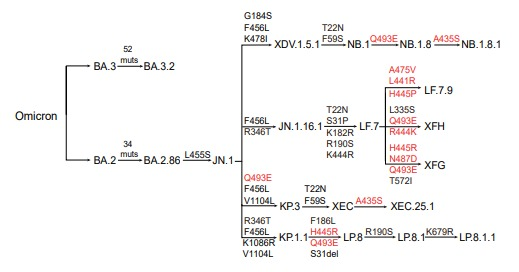 G184S
F456L
K478I
XDV.1.5.1
T22N
F59S
NB.1
Q493E
NB.1.8
A435S
NB.1.8.1
52
muts
BA.3
BA.3.2
Omicron
34
muts
BA.2
BA.2.86
L455S
JN.1
F456L
R346T
JN.1.16.1
T22N
S31P
K182R
R190S
K444R
LF.7
A475V
L441R
H445P
LF.7.9
L335S
Q493E
R444K
XFH
H445R
N487D
Q493E
T572I
XFG
Q493E
F456L
V1104L
KP.3
T22N
F59S
XEC
A435S
XEC.25.1
R346T
F456L
K1086R
V1104L
KP.1.1
F186L
H445R
Q493E
S31del
LP.8
R190S
LP.8.1
K679R
LP.8.1.1